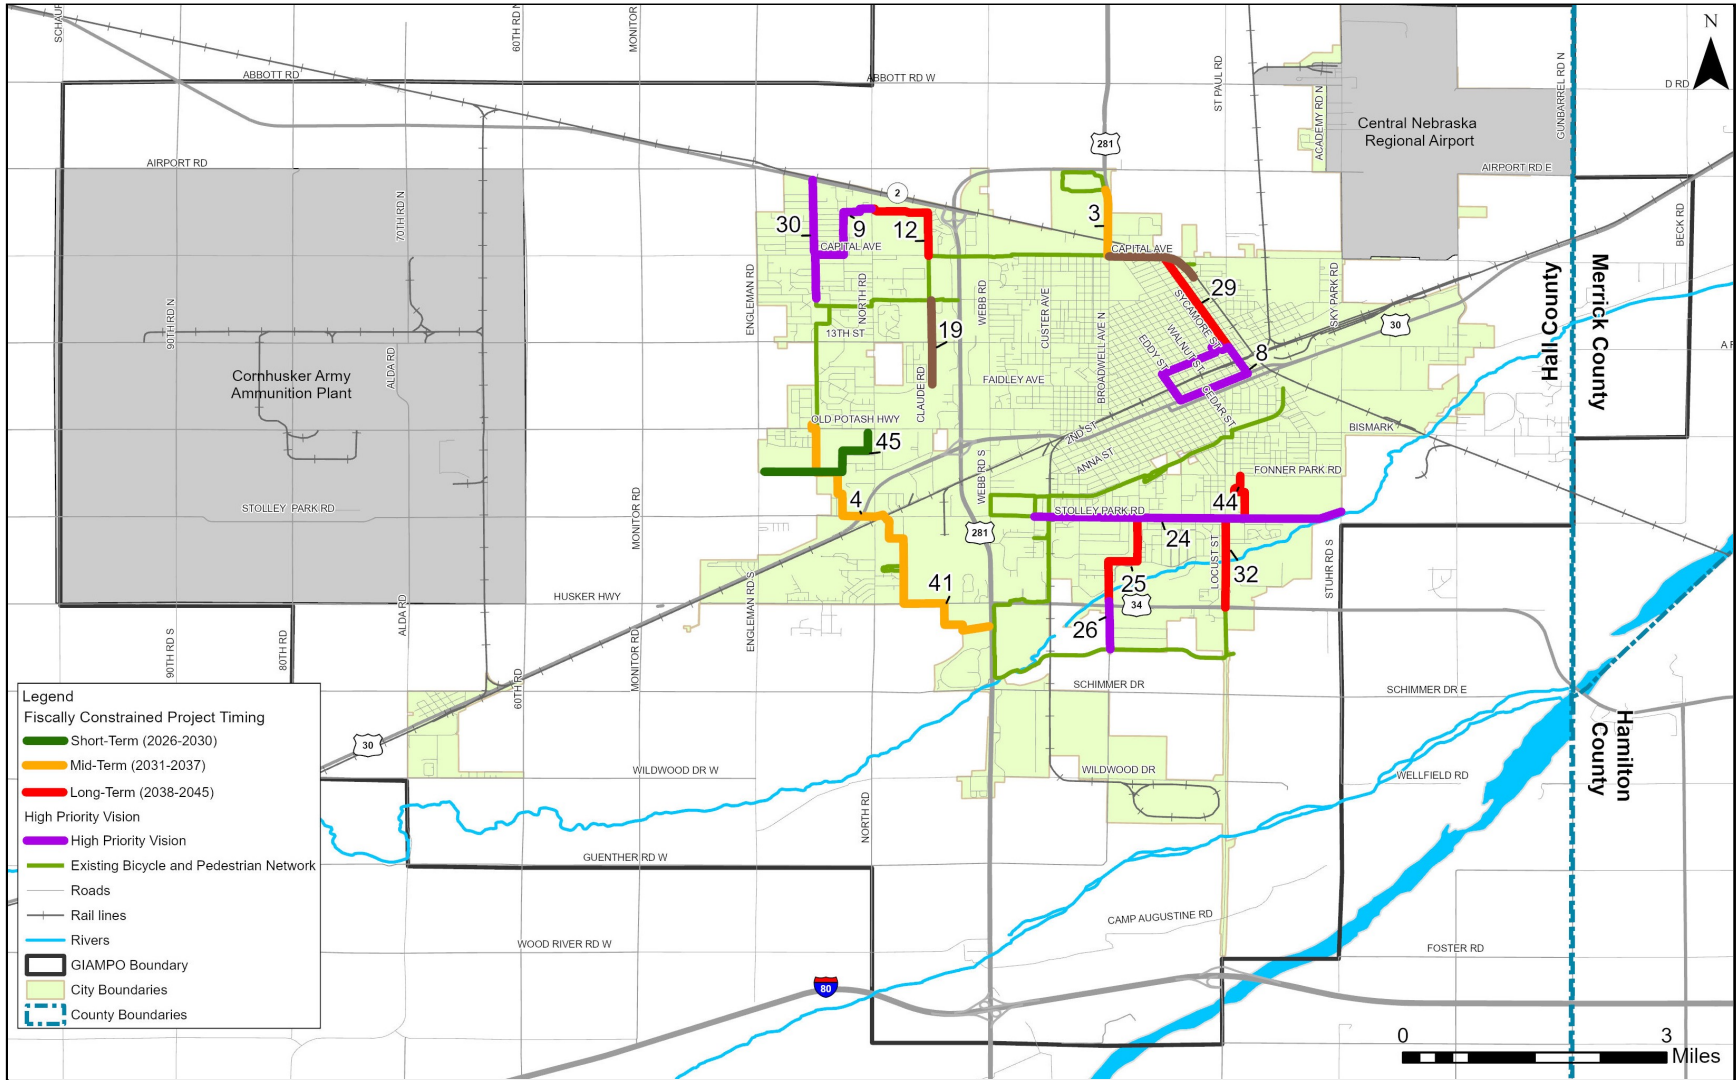 SCHAUP
60TH RD N
MONITOR
N
ABBOTT RD
ABBOTT RD W
ST PAUL RD
ACADEMY RD N
GUNBARREL RD N
D RD
Central Nebraska
Regional Airport
281
AIRPORT RD
AIRPORT RD E
2
70TH RD N
BECK RD
30
9
12
3
CAPITAL AVE
CAPITAL AVE
90TH RD N
ENGLEMAN RD
NORTH RD
WEBB RD
CUSTER AVE
BROADWELL AVE N
SYCAMORE ST
29
SKY PARK RD
Hall County
Merrick County
30
13TH ST
19
WALNUT ST
EDDY ST
8
ALDA RD
Cornhusker Army
Ammunition Plant
CLAUDE RD
FAIDLEY AVE
CEDAR ST
OLD POTASH HWY
45
2ND ST
BISMARK
ANNA ST
FONNER PARK RD
WEBB RD S
4
44
STOLLEY PARK RD
STOLLEY PARK RD
MONITOR RD
281
24
LOCUST ST
STUHR RD S
41
25
32
HUSKER HWY
ENGLEMAN RD S
34
ALDA RD
26
90TH RD S
80TH RD
MONITOR RD
60TH RD
SCHIMMER DR
SCHIMMER DR E
Hamilton
County
30
WILDWOOD DR W
WILDWOOD DR
WELLFIELD RD
NORTH RD
GUENTHER RD W
CAMP AUGUSTINE RD
WOOD RIVER RD W
FOSTER RD
80
Legend
Fiscally Constrained Project Timing
Short-Term (2026-2030)
Mid-Term (2031-2037)
Long-Term (2038-2045)
High Priority Vision
High Priority Vision
Existing Bicycle and Pedestrian Network
Roads
Rail lines
Rivers
GIAMPO Boundary
City Boundaries
County Boundaries
0
3
Miles